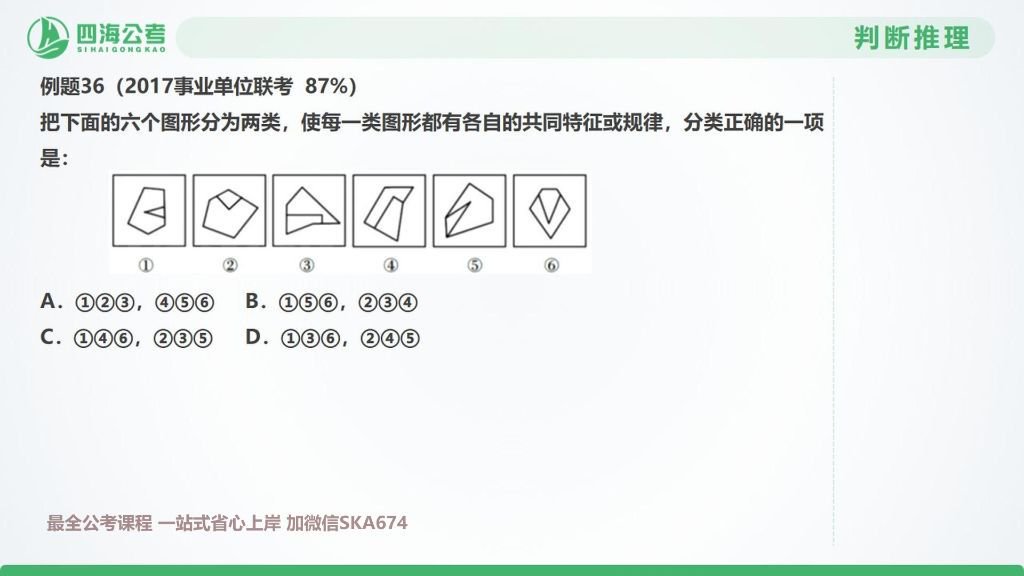 四海公考
SIHAIGONGKAO
判断推理
例题36（2017事业单位联考 87%）
把下面的六个图形分为两类，使每一类图形都有各自的共同特征或规律，分类正确的一项
是：
① ② ③ ④ ⑤ ⑥
A. ①②③，④⑤⑥ B. ①⑤⑥，②③④
C. ①④⑥，②③⑤ D. ①③⑥，②④⑤
最全公考课程 一站式省心上岸 加微信SKA674